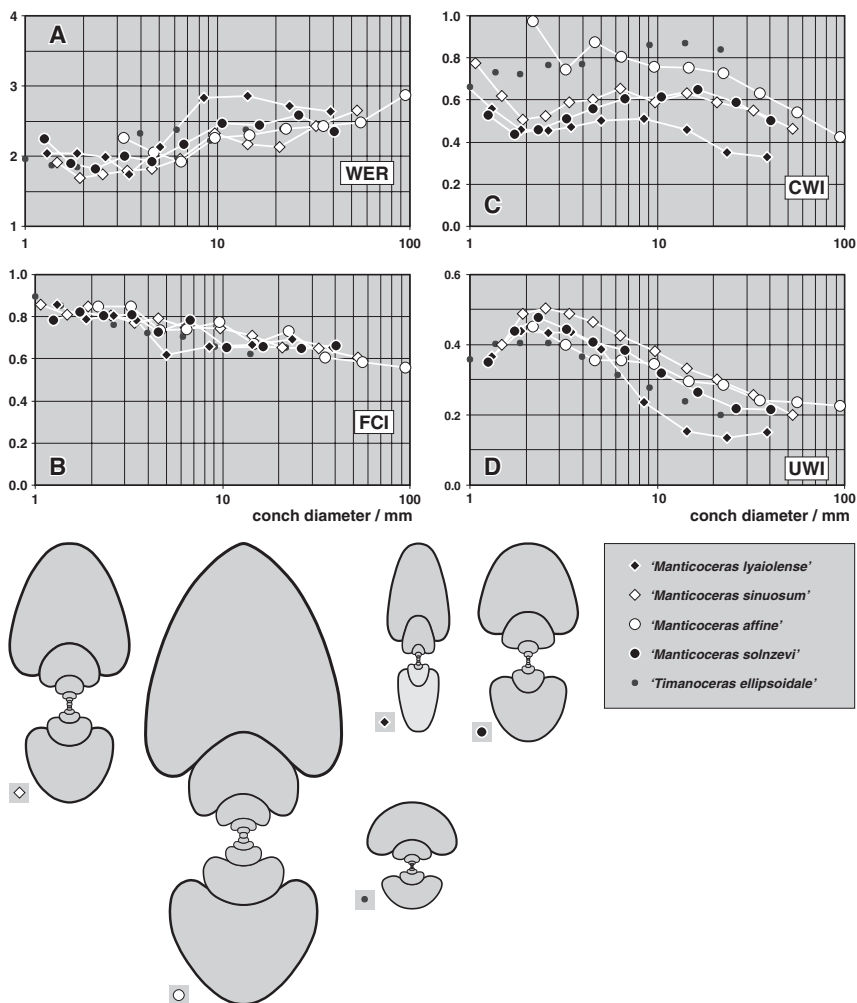 4
3
2
1
A
WER
1
10
100
1.0
0.8
0.6
0.4
0.2
0.0
C
CWI
1
10
100
1.0
0.8
0.6
0.4
0.2
0.0
B
FCI
1
10
100
conch diameter / mm
0.6
0.4
0.2
0.0
D
UWI
1
10
100
conch diameter / mm
‘Manticoceras lyaiolense’
‘Manticoceras sinuosum’
‘Manticoceras affine’
‘Manticoceras solnzevi’
‘Timanoceras ellipsoidale’